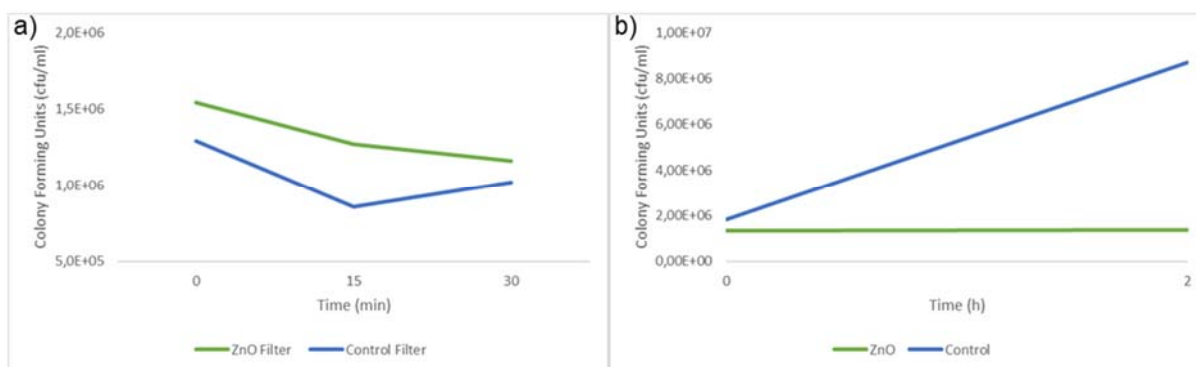 a)
2,0E+06
1,5E+06
1,0E+06
5,0E+05
Colony Forming Units (cfu/ml)
0 15 30
Time (min)
ZnO Filter Control Filter
b)
1,00E+07
8,00E+06
6,00E+06
4,00E+06
2,00E+06
0,00E+00
Colony Forming Units (cfu/ml)
0 2
Time (h)
ZnO Control